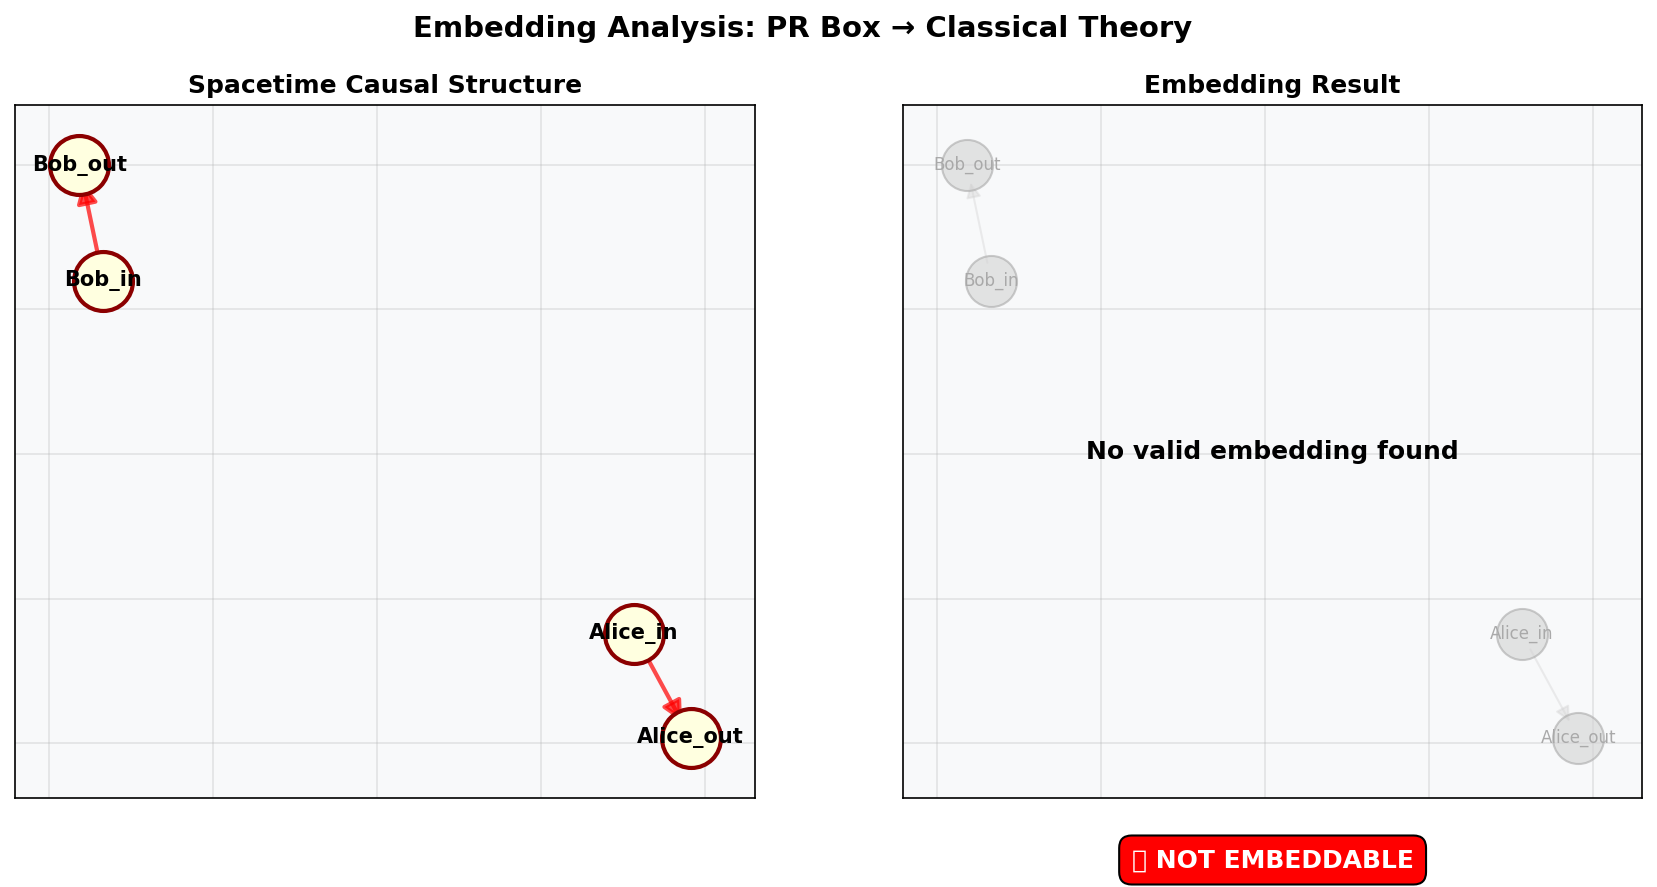 Embedding Analysis: PR Box → Classical Theory
Spacetime Causal Structure
Bob_out
Bob_in
Alice_in
Alice_out
Embedding Result
Bob_out
Bob_in
No valid embedding found
Alice_in
Alice_out
NOT EMBEDDABLE